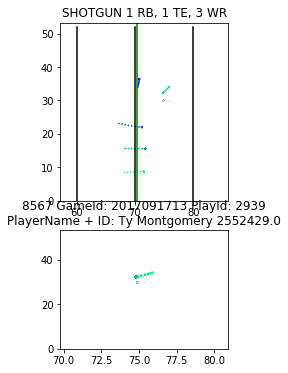 SHOTGUN 1 RB, 1 TE, 3 WR
50
40
30
20
10
0
60 70 80
8567 GameId: 2017091713 PlayId: 2939
PlayerName + ID: Ty Montgomery 2552429.0
40
20
0
70.0 72.5 75.0 77.5 80.0